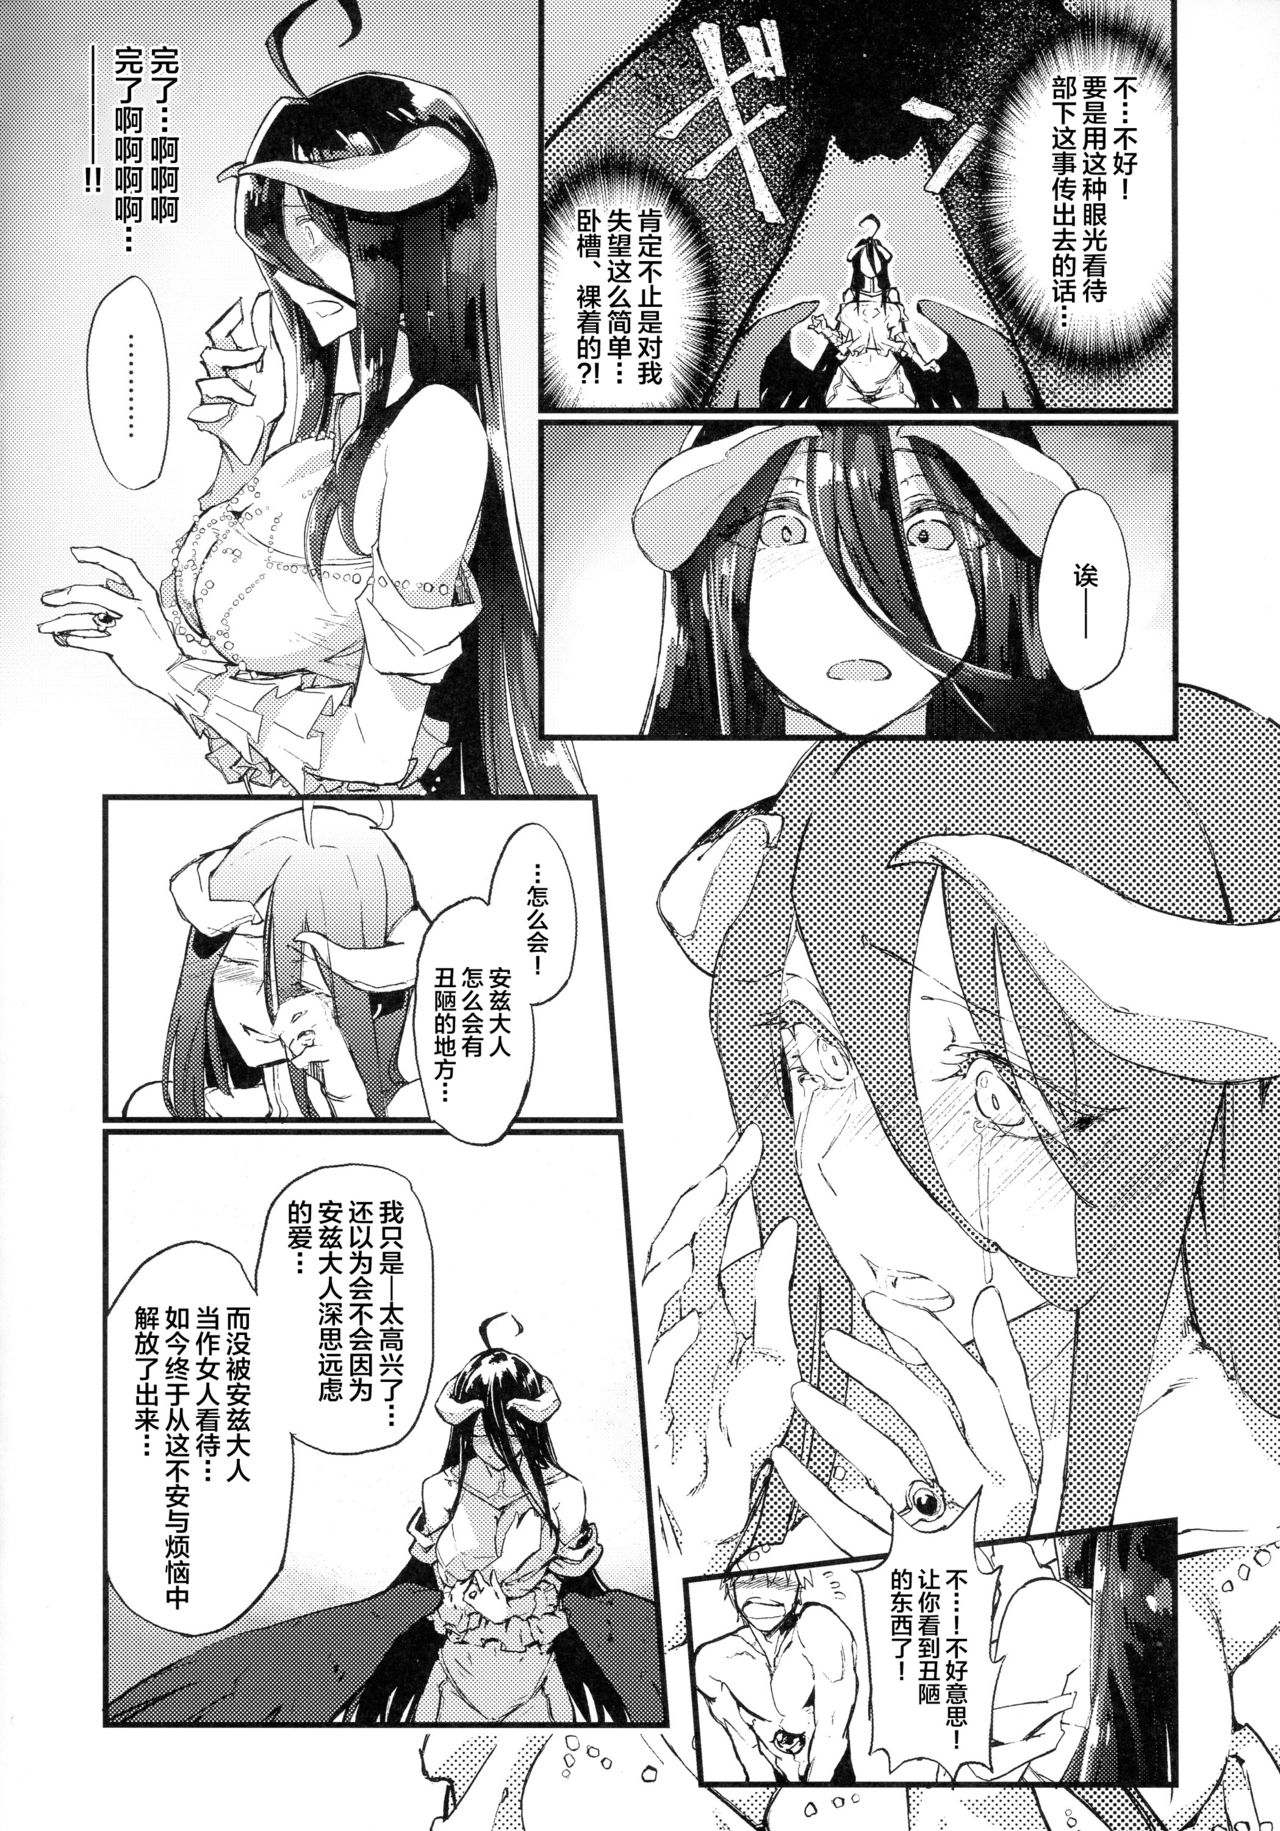 不…不好！
要是用这种眼光看待
部下这事传出去的话…
ギ
肯定不止是对我
失望这么简单…
卧槽、裸着的?!
诶——
完了…啊啊啊
完了啊啊啊啊…
————!!
………
不…！不好意思！
让你看到丑陋
的东西了！
…怎么会！
安兹大人
怎么会有
丑陋的地方…
我只是—太高兴了…
还以为会不会因为
安兹大人深思远虑
的爱…
而没被安兹大人
当作女人看待…
如今终于从这不安与烦恼中
解放了出来…